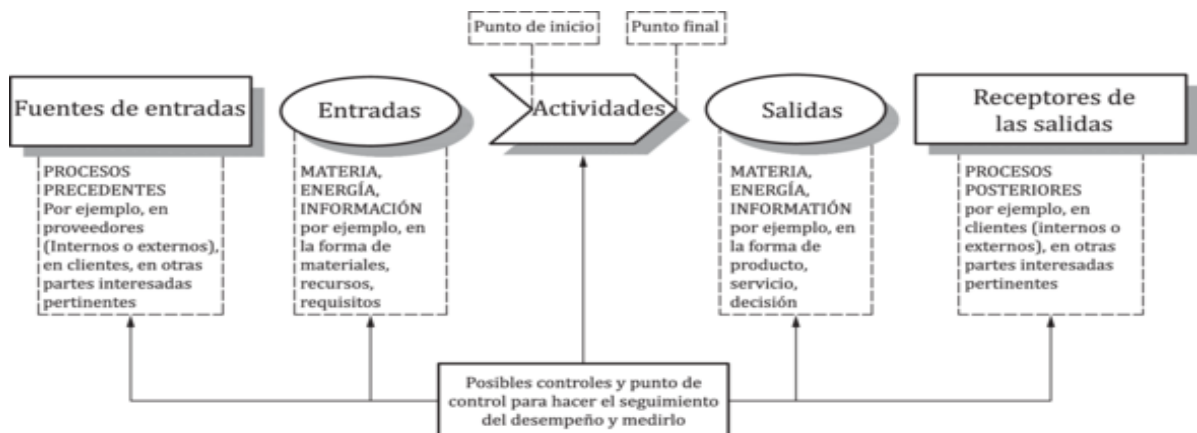 Punto de inicio
Punto final
Fuentes de entradas
Entradas
Actividades
Salidas
Receptores de
las salidas
PROCESOS
PRECEDENTES
Por ejemplo, en
proveedores
(Internos o externos),
en clientes, en otras
partes interesadas
pertinentes
MATERIA,
ENERGÍA,
INFORMACIÓN
por ejemplo, en
la forma de
materiales,
recursos,
requisitos
MATERIA,
ENERGÍA,
INFORMATIÓN
por ejemplo, en
la forma de
producto,
servicio,
decisión
PROCESOS
POSTERIORES
por ejemplo, en
clientes (internos o
externos), en otras
partes interesadas
pertinentes
Posibles controles y punto de
control para hacer el seguimiento
del desempeño y medirlo